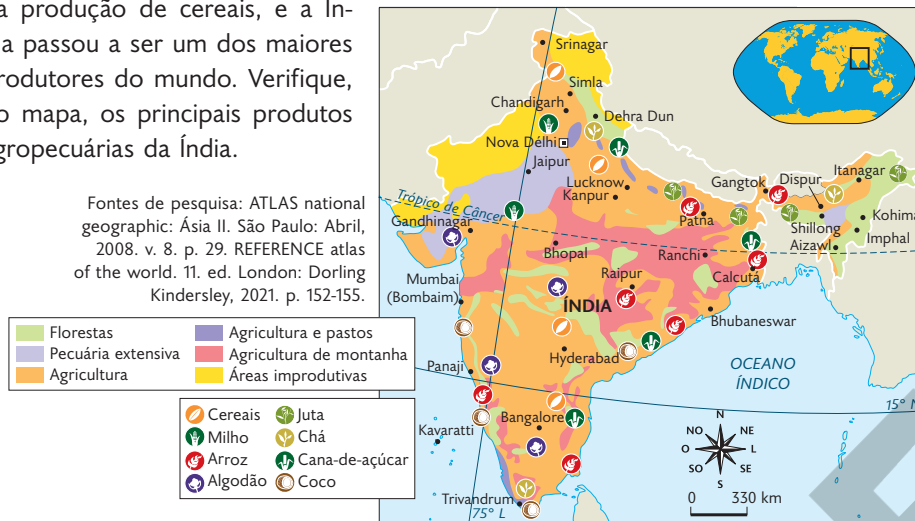 a produção de cereais, e a Ín-
a passou a ser um dos maiores
rodutores do mundo. Verifique,
o mapa, os principais produtos
gropecuárias da Índia.
Fontes de pesquisa: ATLAS national
geographic: Ásia II. São Paulo: Abril,
2008. v. 8. p. 29. REFERENCE atlas
of the world. 11. ed. London: Dorling
Kindersley, 2021. p. 152-155.
Florestas
Pecuária extensiva
Agricultura
Agricultura e pastos
Agricultura de montanha
Áreas improdutivas
Cereais
Milho
Arroz
Algodão
Juta
Chá
Cana-de-açúcar
Coco
Srinagar
Simla
Chandigarh
Dehra Dun
Nova Délhi
Jaipur
Lucknow
Kanpur
Gangtok
Dispur
Itanagar
Trópico de Câncer
Gandhinagar
Patna
Shillong
Kohima
Aizawl
Imphal
Bhopal
Ranchi
Mumbai
(Bombaim)
Raipur
Calcutá
ÍNDIA
Bhubaneswar
Hyderabad
Panaji
OCEANO
ÍNDICO
15° N
Bangalore
Kavaratti
Trivandrum
75° L
N
NO
NE
O
L
SO
SE
S
0 330 km